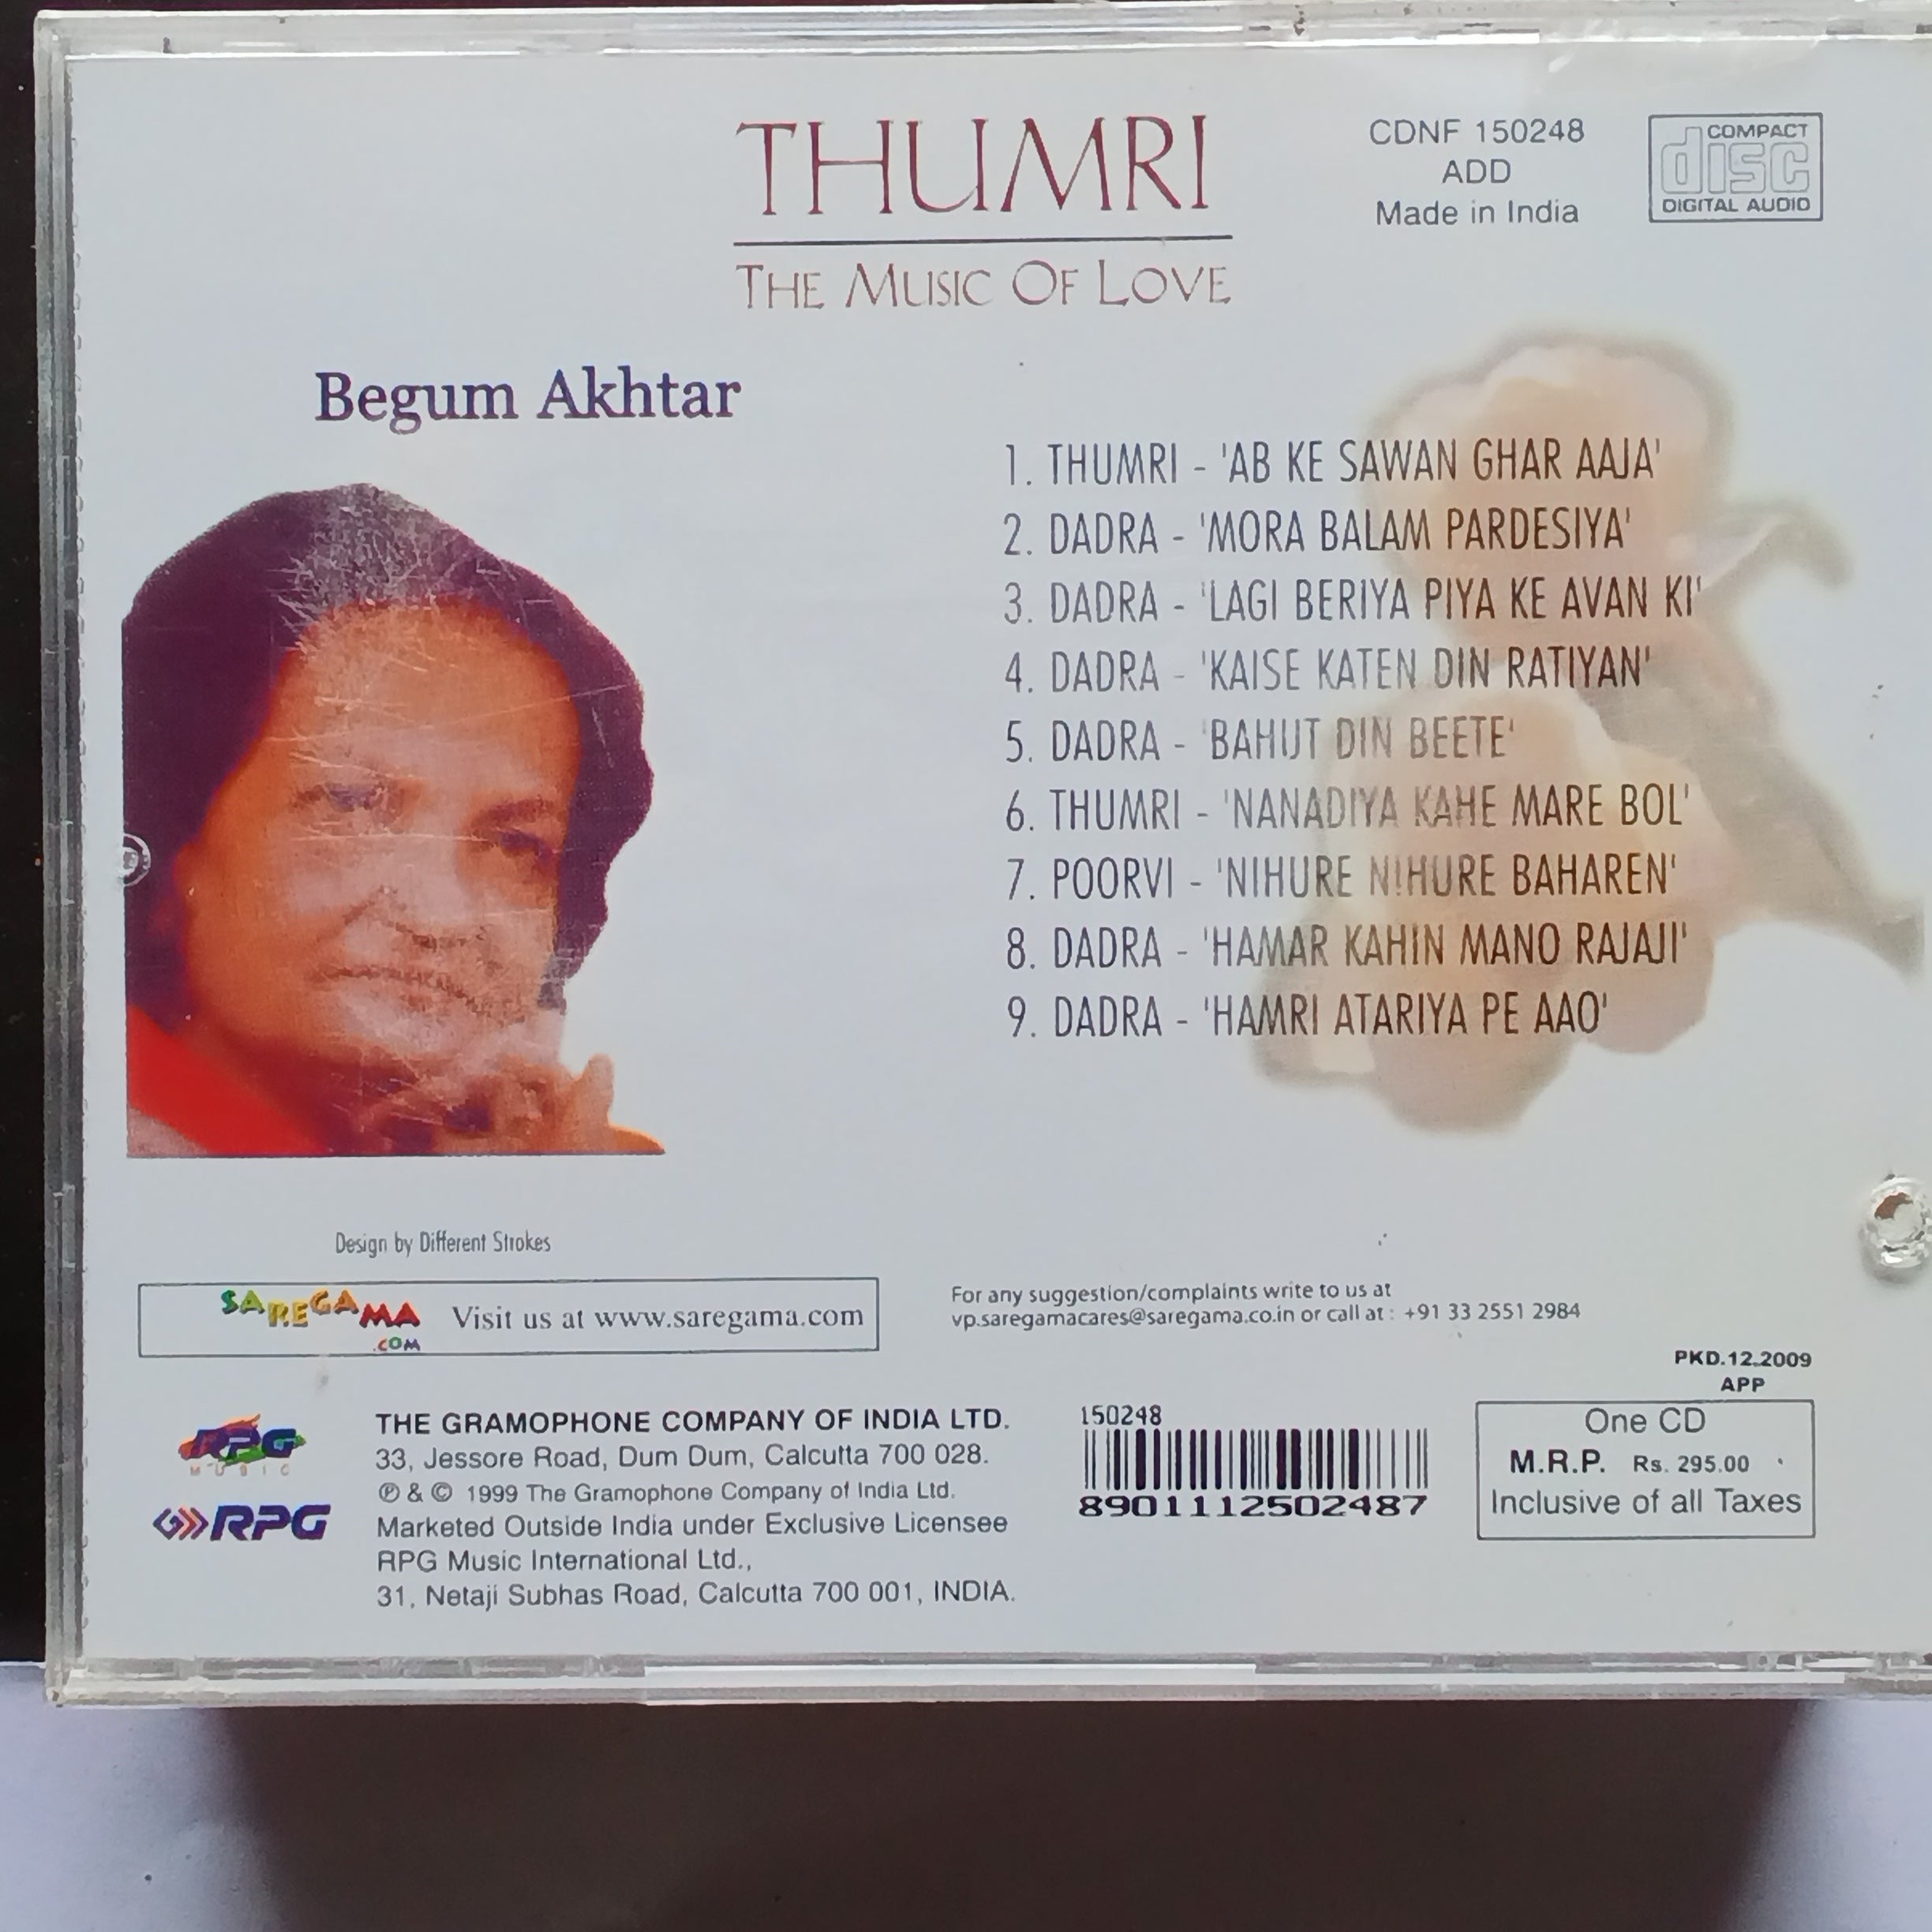 THUMRI
THE MUSIC OF LOVE
CDNF 150248
ADD
Made in India
COMPACT
disc
DIGITAL AUDIO
Begum Akhtar
1. THUMRI - 'AB KE SAWAN GHAR AAJA'
2. DADRA - 'MORA BALAM PARDESIYA'
3. DADRA - 'LAGI BERIYA PIYA KE AVAN KI'
4. DADRA - 'KAISE KATEN DIN RATIYAN'
5. DADRA - 'BAHUT DIN BEETE'
6. THUMRI - 'NANADIYA KAHE MARE BOL'
7. POORVI - 'NIHURE NIHURE BAHAREN'
8. DADRA - 'HAMAR KAHIN MANO RAJAJI'
9. DADRA - 'HAMRI ATARIYA PE AAO'
Design by Different Strokes
SAREGAMA
.COM
Visit us at www.saregama.com
For any suggestion/complaints write to us at
vp.saregamacares@saregama.co.in or call at : +91 33 2551 2984
PKD.12.2009
APP
RPG
MUSIC
RPG
THE GRAMOPHONE COMPANY OF INDIA LTD.
33, Jessore Road, Dum Dum, Calcutta 700 028.
℗ & © 1999 The Gramophone Company of India Ltd.
Marketed Outside India under Exclusive Licensee
RPG Music International Ltd.,
31, Netaji Subhas Road, Calcutta 700 001, INDIA.
150248
8901112502487
One CD
M.R.P. Rs. 295.00
Inclusive of all Taxes